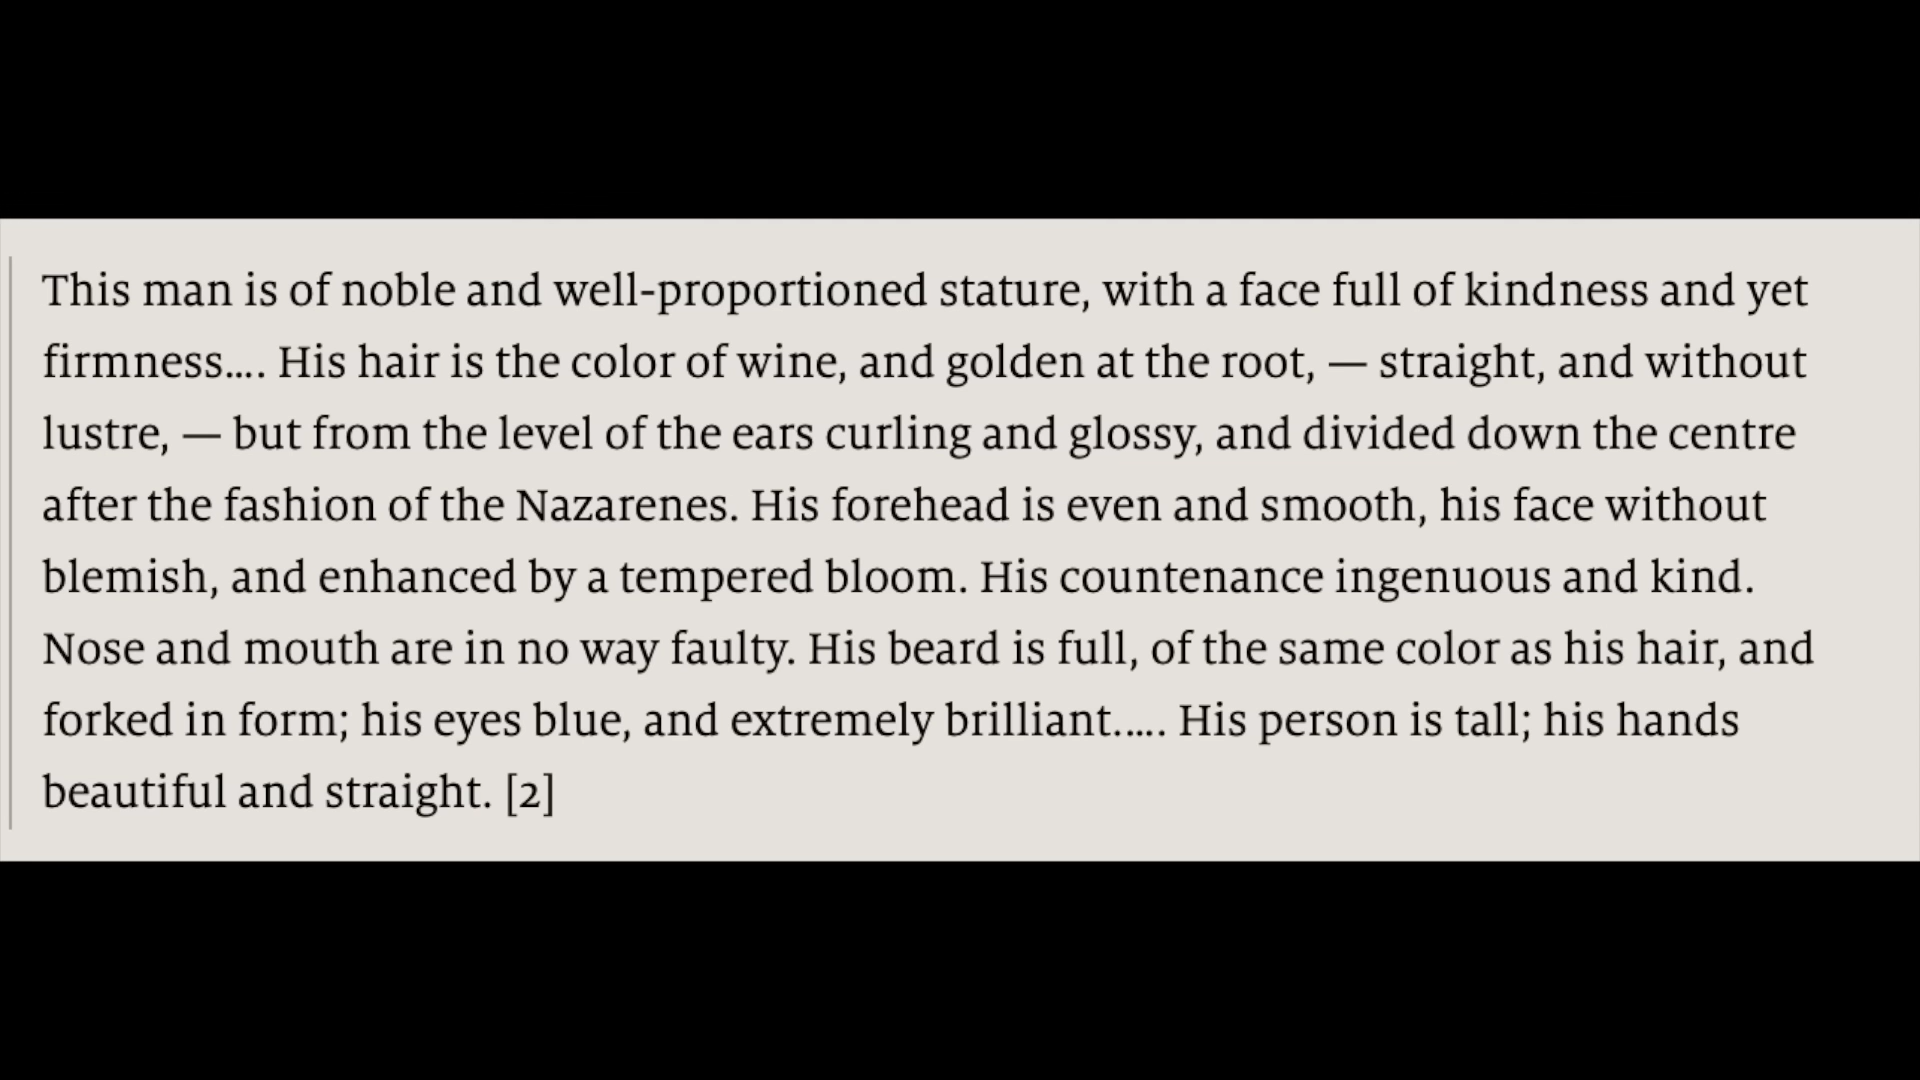 This man is of noble and well-proportioned stature, with a face full of kindness and yet
firmness.... His hair is the color of wine, and golden at the root, — straight, and without
lustre, — but from the level of the ears curling and glossy, and divided down the centre
after the fashion of the Nazarenes. His forehead is even and smooth, his face without
blemish, and enhanced by a tempered bloom. His countenance ingenuous and kind.
Nose and mouth are in no way faulty. His beard is full, of the same color as his hair, and
forked in form; his eyes blue, and extremely brilliant..... His person is tall; his hands
beautiful and straight. [2]